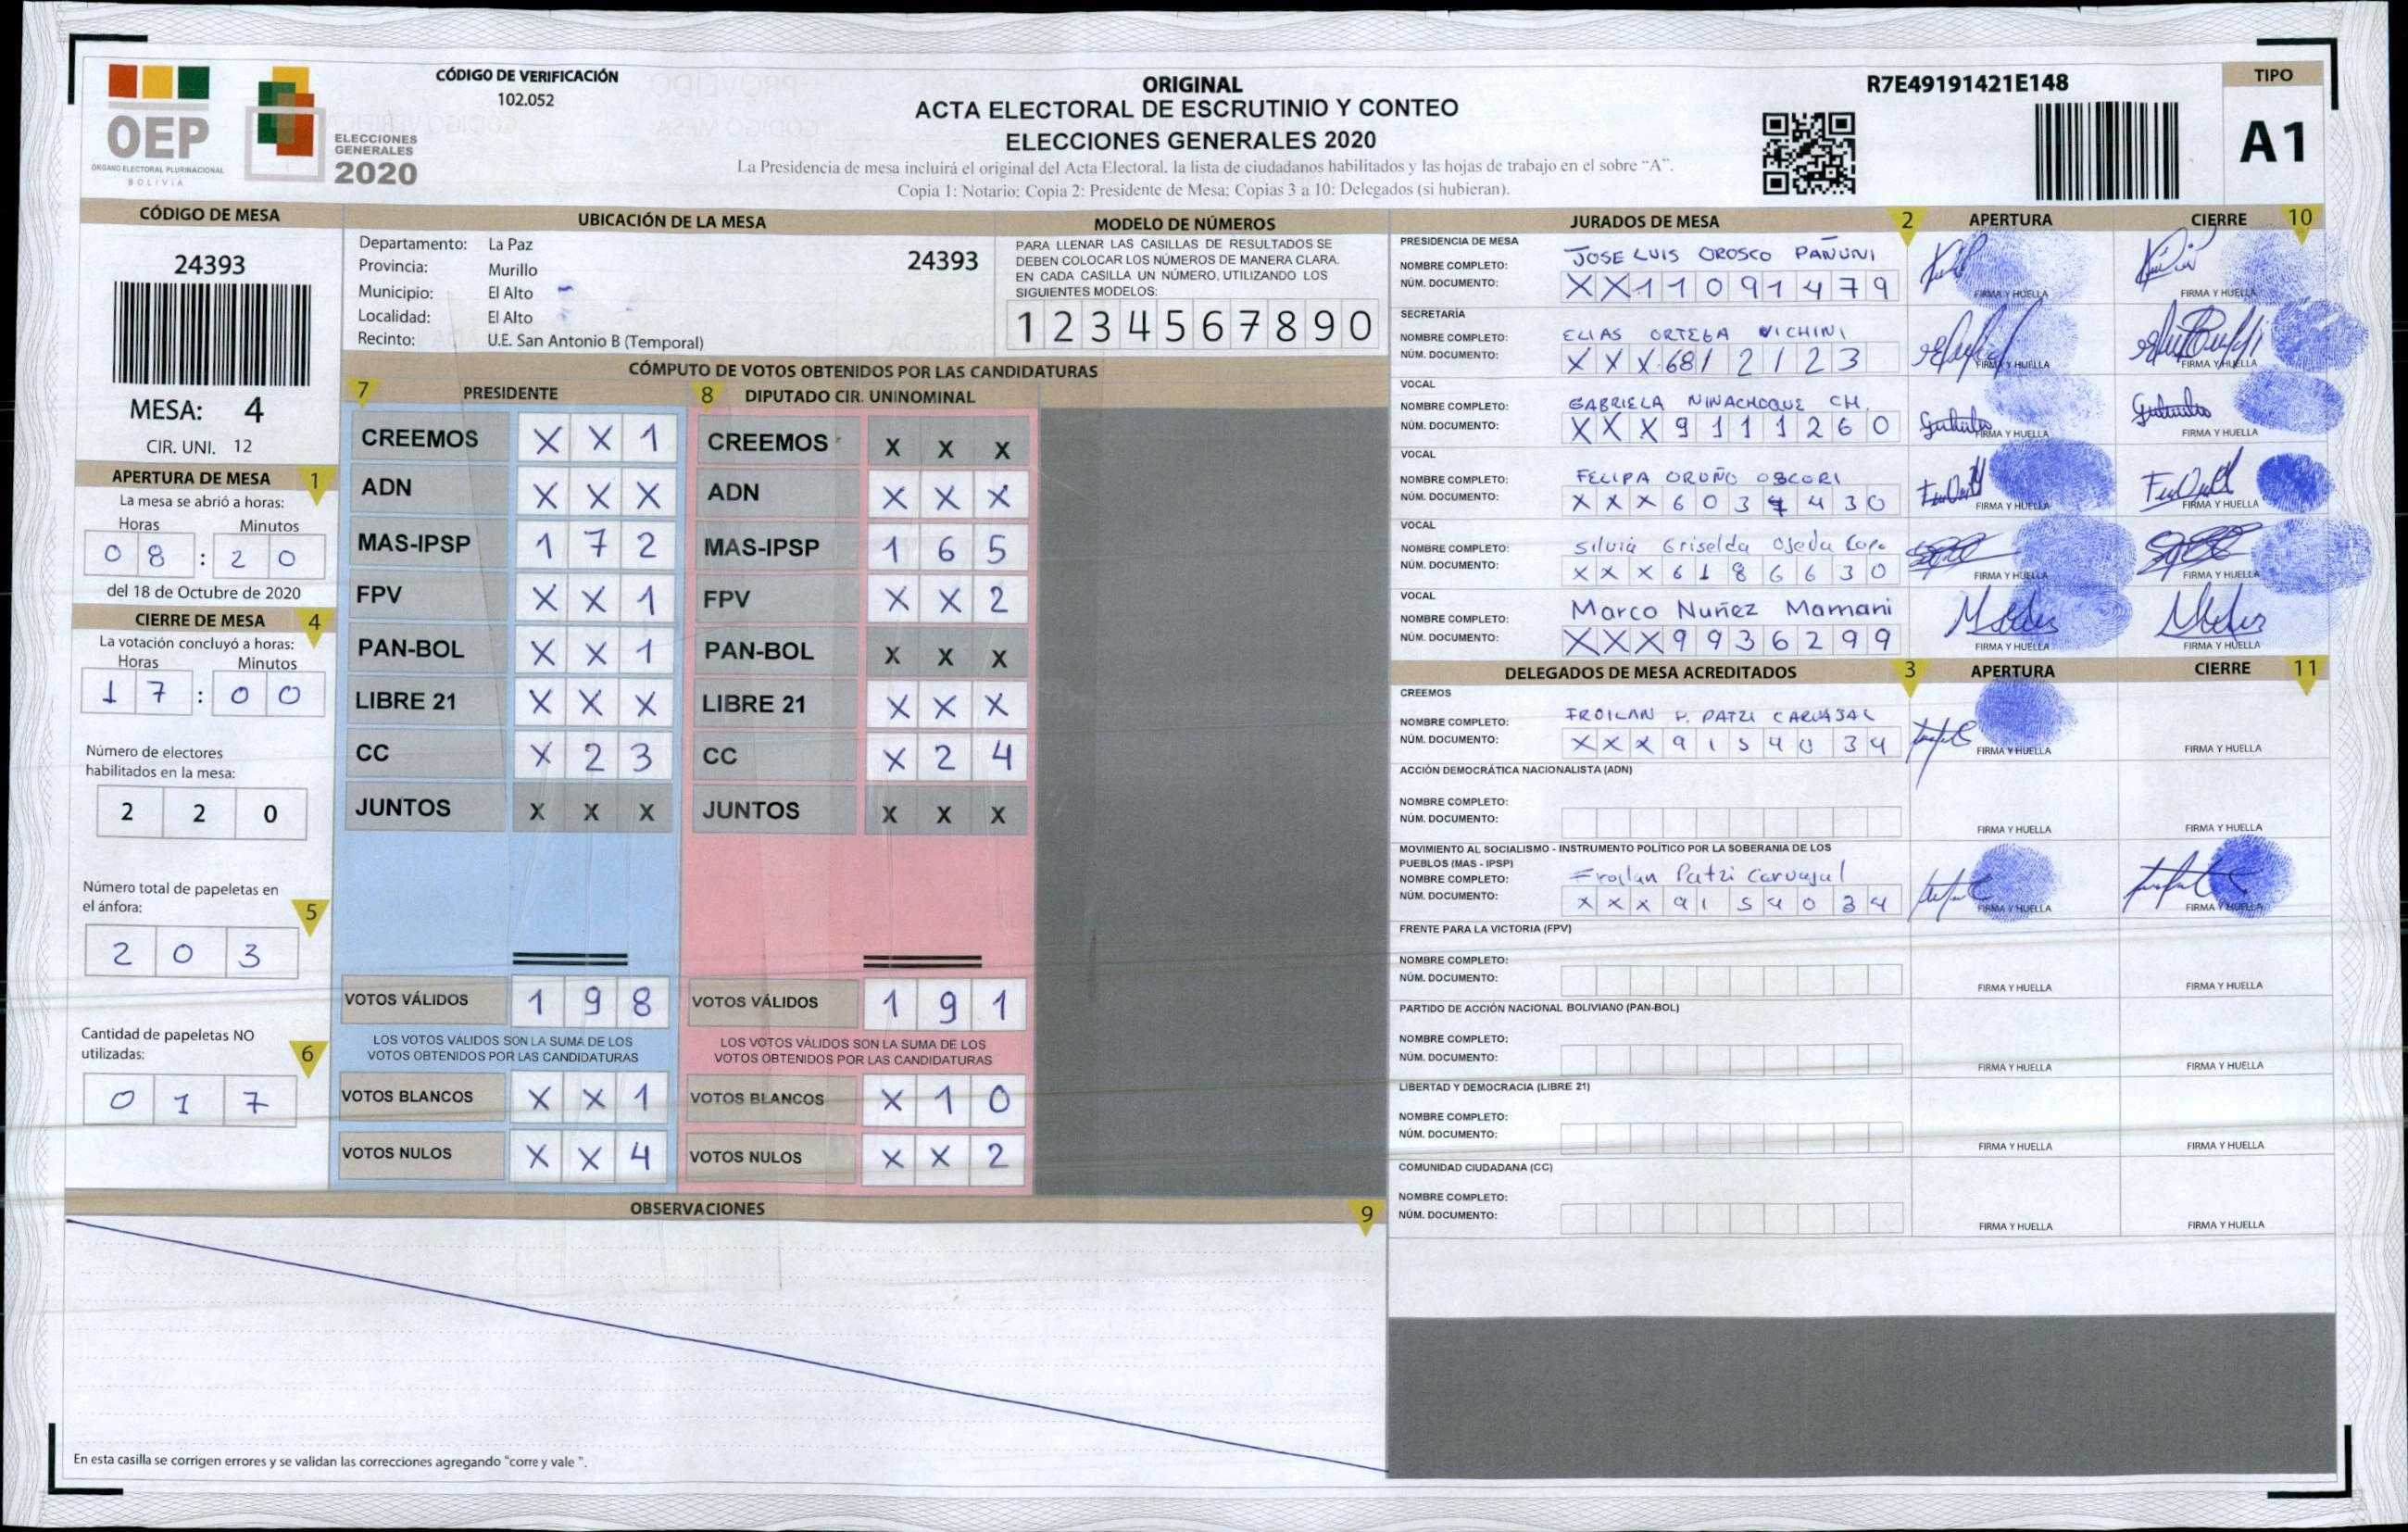 OEP
ÓRGANO ELECTORAL PLURINACIONAL
BOLIVIA
ELECCIONES
GENERALES
2020
CÓDIGO DE VERIFICACIÓN
102.052
ORIGINAL
ACTA ELECTORAL DE ESCRUTINIO Y CONTEO
ELECCIONES GENERALES 2020
La Presidencia de mesa incluirá el original del Acta Electoral, la lista de ciudadanos habilitados y las hojas de trabajo en el sobre "A".
Copia 1: Notario; Copia 2: Presidente de Mesa; Copias 3 a 10: Delegados (si hubieran).
R7E49191421E148
TIPO
A1
CÓDIGO DE MESA
24393
MESA: 4
CIR. UNI. 12
APERTURA DE MESA 1
La mesa se abrió a horas:
Horas Minutos
0 8 : 2 0
del 18 de Octubre de 2020
CIERRE DE MESA 4
La votación concluyó a horas:
Horas Minutos
1 7 : 0 0
Número de electores
habilitados en la mesa:
2 2 0
Número total de papeletas en
el ánfora: 5
2 0 3
Cantidad de papeletas NO
utilizadas: 6
0 1 7
UBICACIÓN DE LA MESA
Departamento: La Paz 24393
Provincia: Murillo
Municipio: El Alto
Localidad: El Alto
Recinto: U.E. San Antonio B (Temporal)
MODELO DE NÚMEROS
PARA LLENAR LAS CASILLAS DE RESULTADOS SE
DEBEN COLOCAR LOS NÚMEROS DE MANERA CLARA.
EN CADA CASILLA UN NÚMERO, UTILIZANDO LOS
SIGUIENTES MODELOS:
1 2 3 4 5 6 7 8 9 0
CÓMPUTO DE VOTOS OBTENIDOS POR LAS CANDIDATURAS
7 PRESIDENTE
CREEMOS X X 1
ADN X X X
MAS-IPSP 1 7 2
FPV X X 1
PAN-BOL X X 1
LIBRE 21 X X X
CC X 2 3
JUNTOS X X X
VOTOS VÁLIDOS 1 9 8
LOS VOTOS VÁLIDOS SON LA SUMA DE LOS
VOTOS OBTENIDOS POR LAS CANDIDATURAS
VOTOS BLANCOS X X 1
VOTOS NULOS X X 4
8 DIPUTADO CIR. UNINOMINAL
CREEMOS X X X
ADN X X X
MAS-IPSP 1 6 5
FPV X X 2
PAN-BOL X X X
LIBRE 21 X X X
CC X 2 4
JUNTOS X X X
VOTOS VÁLIDOS 1 9 1
LOS VOTOS VÁLIDOS SON LA SUMA DE LOS
VOTOS OBTENIDOS POR LAS CANDIDATURAS
VOTOS BLANCOS X 1 0
VOTOS NULOS X X 2
OBSERVACIONES 9
En esta casilla se corrigen errores y se validan las correcciones agregando "corre y vale ".
JURADOS DE MESA 2 APERTURA CIERRE 10
PRESIDENCIA DE MESA
NOMBRE COMPLETO: JOSE LUIS OROSCO PAÑUNI
NÚM. DOCUMENTO: X X 1 1 0 9 1 4 7 9
FIRMA Y HUELLA FIRMA Y HUELLA
SECRETARÍA
NOMBRE COMPLETO: ELIAS ORTEGA VICHINI
NÚM. DOCUMENTO: X X X 6 8 1 2 1 2 3
FIRMA Y HUELLA FIRMA Y HUELLA
VOCAL
NOMBRE COMPLETO: GABRIELA NINACHOQUE CH.
NÚM. DOCUMENTO: X X X 9 1 1 1 2 6 0
FIRMA Y HUELLA FIRMA Y HUELLA
VOCAL
NOMBRE COMPLETO: FELIPA ORUÑO OSCORI
NÚM. DOCUMENTO: X X X 6 0 3 4 4 3 0
FIRMA Y HUELLA FIRMA Y HUELLA
VOCAL
NOMBRE COMPLETO: Silvia Griselda Ojeda
NÚM. DOCUMENTO: X X X 6 1 8 6 6 3 0
FIRMA Y HUELLA FIRMA Y HUELLA
VOCAL
NOMBRE COMPLETO: Marco Nuñez Mamani
NÚM. DOCUMENTO: X X X 9 9 3 6 2 9 9
FIRMA Y HUELLA FIRMA Y HUELLA
DELEGADOS DE MESA ACREDITADOS 3 APERTURA CIERRE 11
CREEMOS
NOMBRE COMPLETO: FROILAN P. PATZI CARVAJAL
NÚM. DOCUMENTO: X X X 9 1 5 4 0 3 4
FIRMA Y HUELLA FIRMA Y HUELLA
ACCIÓN DEMOCRÁTICA NACIONALISTA (ADN)
NOMBRE COMPLETO:
NÚM. DOCUMENTO:
FIRMA Y HUELLA FIRMA Y HUELLA
MOVIMIENTO AL SOCIALISMO - INSTRUMENTO POLÍTICO POR LA SOBERANIA DE LOS
PUEBLOS (MAS - IPSP)
NOMBRE COMPLETO: Froilan Patzi Carvajal
NÚM. DOCUMENTO: X X X 9 1 5 4 0 3 4
FIRMA Y HUELLA FIRMA Y HUELLA
FRENTE PARA LA VICTORIA (FPV)
NOMBRE COMPLETO:
NÚM. DOCUMENTO:
FIRMA Y HUELLA FIRMA Y HUELLA
PARTIDO DE ACCIÓN NACIONAL BOLIVIANO (PAN-BOL)
NOMBRE COMPLETO:
NÚM. DOCUMENTO:
FIRMA Y HUELLA FIRMA Y HUELLA
LIBERTAD Y DEMOCRACIA (LIBRE 21)
NOMBRE COMPLETO:
NÚM. DOCUMENTO:
FIRMA Y HUELLA FIRMA Y HUELLA
COMUNIDAD CIUDADANA (CC)
NOMBRE COMPLETO:
NÚM. DOCUMENTO:
FIRMA Y HUELLA FIRMA Y HUELLA